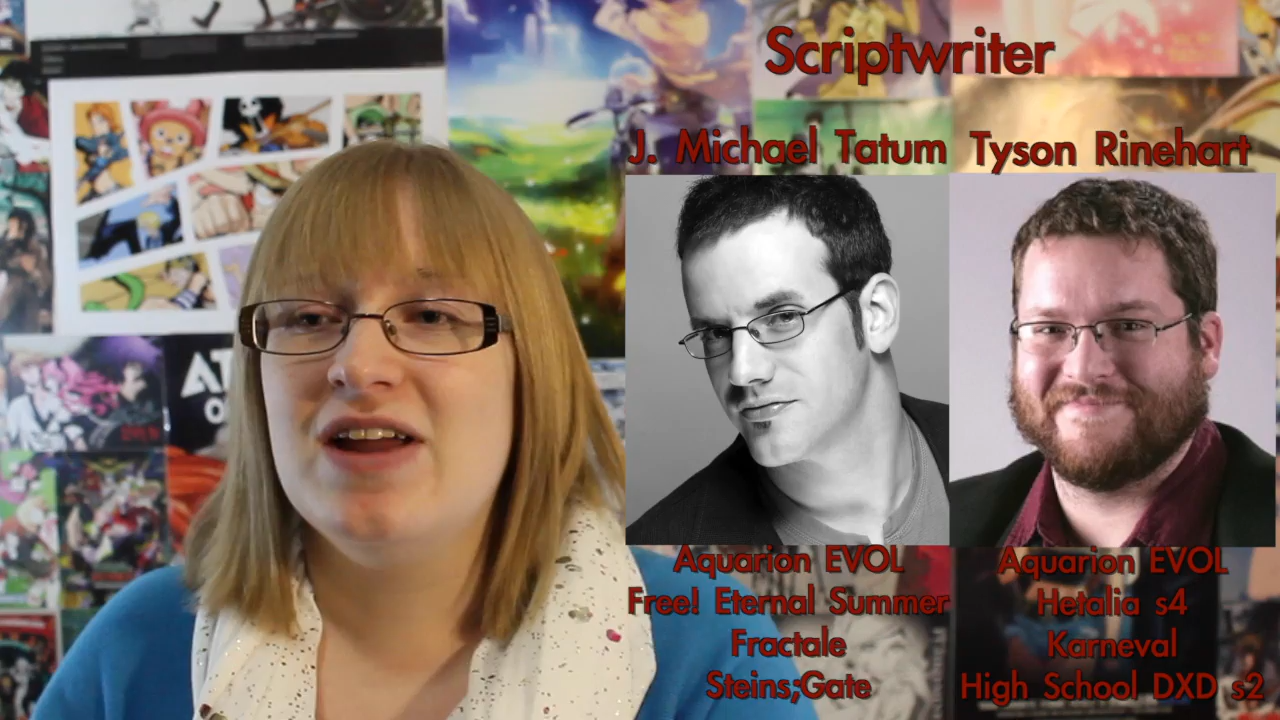 Scriptwriter
J. Michael Tatum
Tyson Rinehart
Aquarion EVOL
Free! Eternal Summer
Fractale
Steins;Gate
Aquarion EVOL
Hetalia s4
Karneval
High School DXD s2